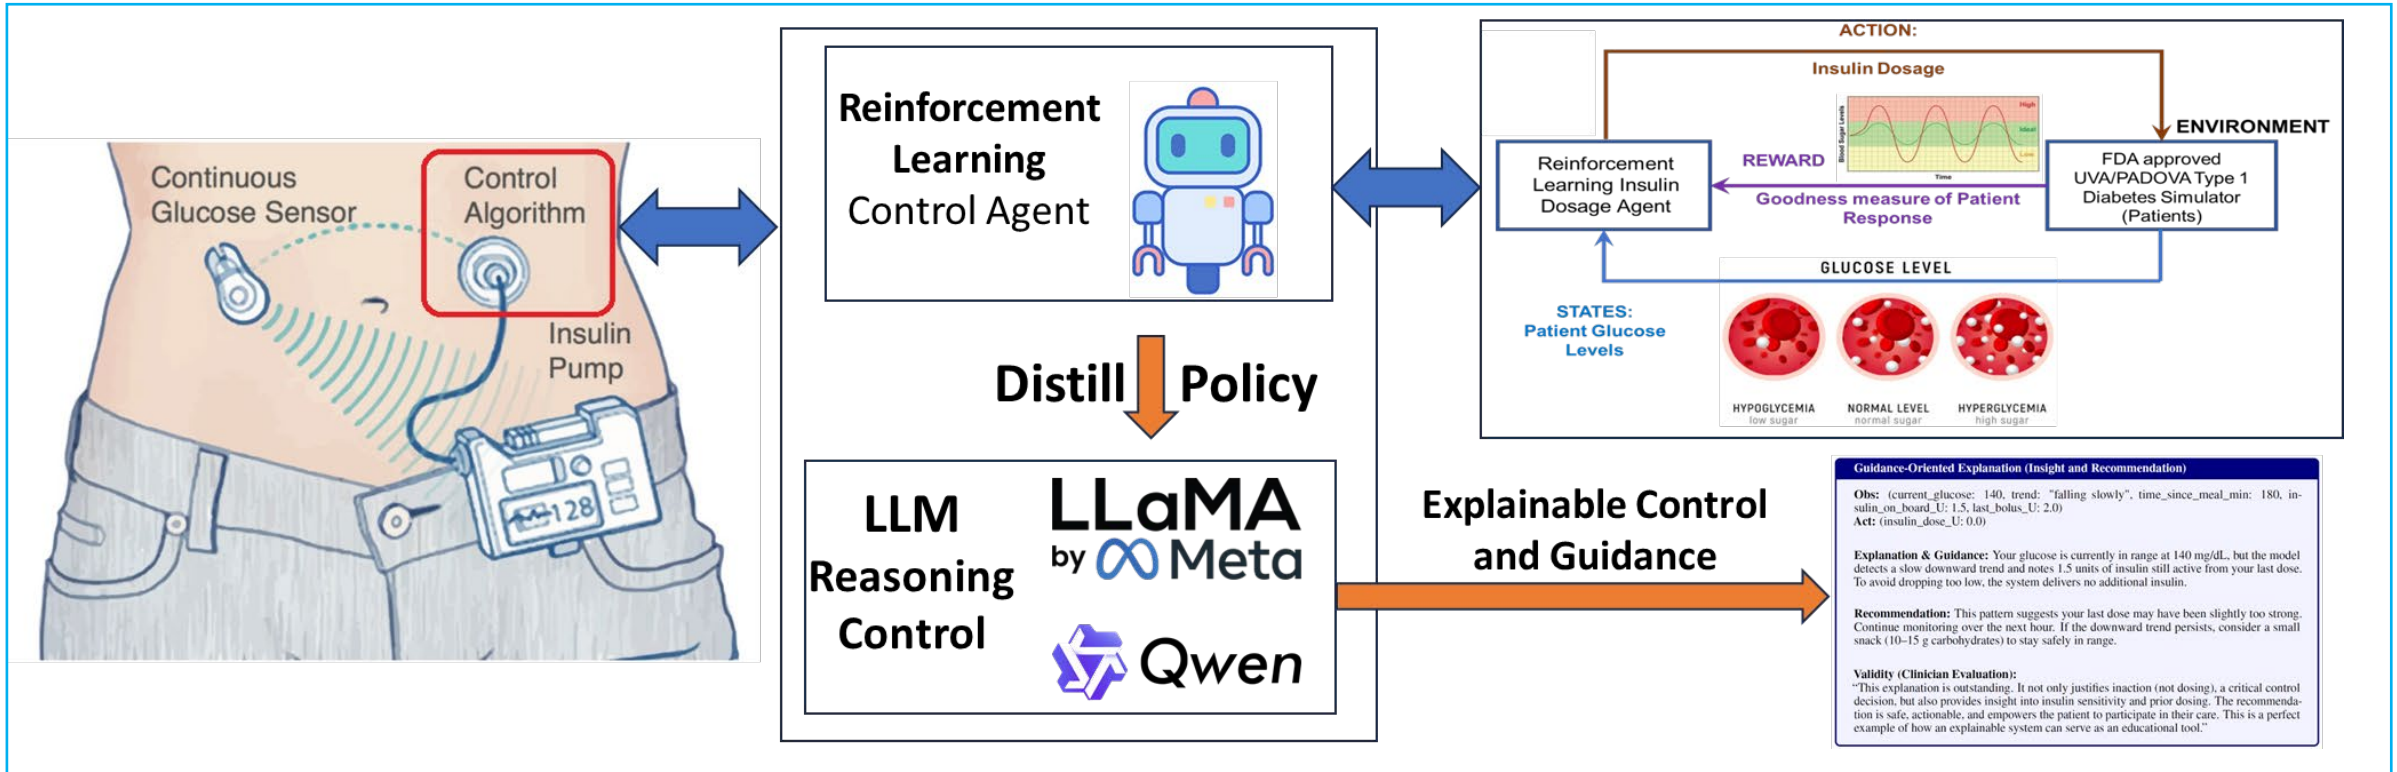 Continuous
Glucose Sensor
Control
Algorithm
Insulin
Pump
128
Reinforcement
Learning
Control Agent
Distill Policy
LLM
Reasoning
Control
LLaMA
by Meta
Qwen
ACTION:
Insulin Dosage
Blood Sugar Levels
High
Ideal
Low
Time
ENVIRONMENT
Reinforcement
Learning Insulin
Dosage Agent
REWARD
Goodness measure of Patient
Response
FDA approved
UVA/PADOVA Type 1
Diabetes Simulator
(Patients)
GLUCOSE LEVEL
STATES:
Patient Glucose
Levels
HYPOGLYCEMIA
low sugar
NORMAL LEVEL
normal sugar
HYPERGLYCEMIA
high sugar
Explainable Control
and Guidance
Guidance-Oriented Explanation (Insight and Recommendation)
Obs: (current_glucose: 140, trend: "falling slowly", time_since_meal_min: 180, in-
sulin_on_board_U: 1.5, last_bolus_U: 2.0)
Act: (insulin_dose_U: 0.0)
Explanation & Guidance: Your glucose is currently in range at 140 mg/dL, but the model
detects a slow downward trend and notes 1.5 units of insulin still active from your last dose.
To avoid dropping too low, the system delivers no additional insulin.
Recommendation: This pattern suggests your last dose may have been slightly too strong.
Continue monitoring over the next hour. If the downward trend persists, consider a small
snack (10–15 g carbohydrates) to stay safely in range.
Validity (Clinician Evaluation):
“This explanation is outstanding. It not only justifies inaction (not dosing), a critical control
decision, but also provides insight into insulin sensitivity and prior dosing. The recommenda-
tion is safe, actionable, and empowers the patient to participate in their care. This is a perfect
example of how an explainable system can serve as an educational tool.”